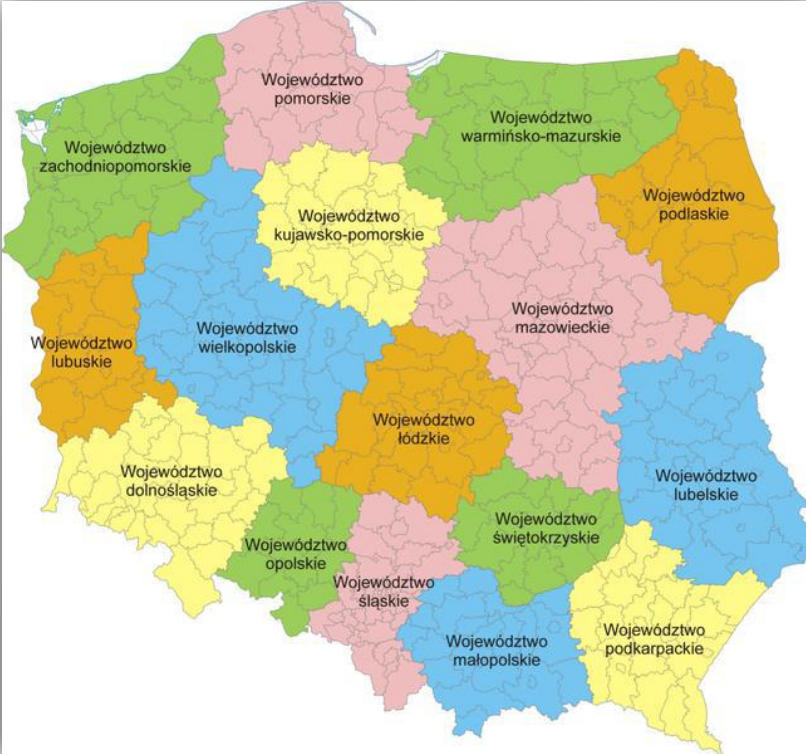 Województwo
pomorskie
Województwo
warmińsko-mazurskie
Województwo
zachodniopomorskie
Województwo
podlaskie
Województwo
kujawsko-pomorskie
Województwo
mazowieckie
Województwo
wielkopolskie
Województwo
lubuskie
Województwo
łódzkie
Województwo
dolnośląskie
Województwo
lubelskie
Województwo
świętokrzyskie
Województwo
opolskie
Województwo
śląskie
Województwo
podkarpackie
Województwo
małopolskie